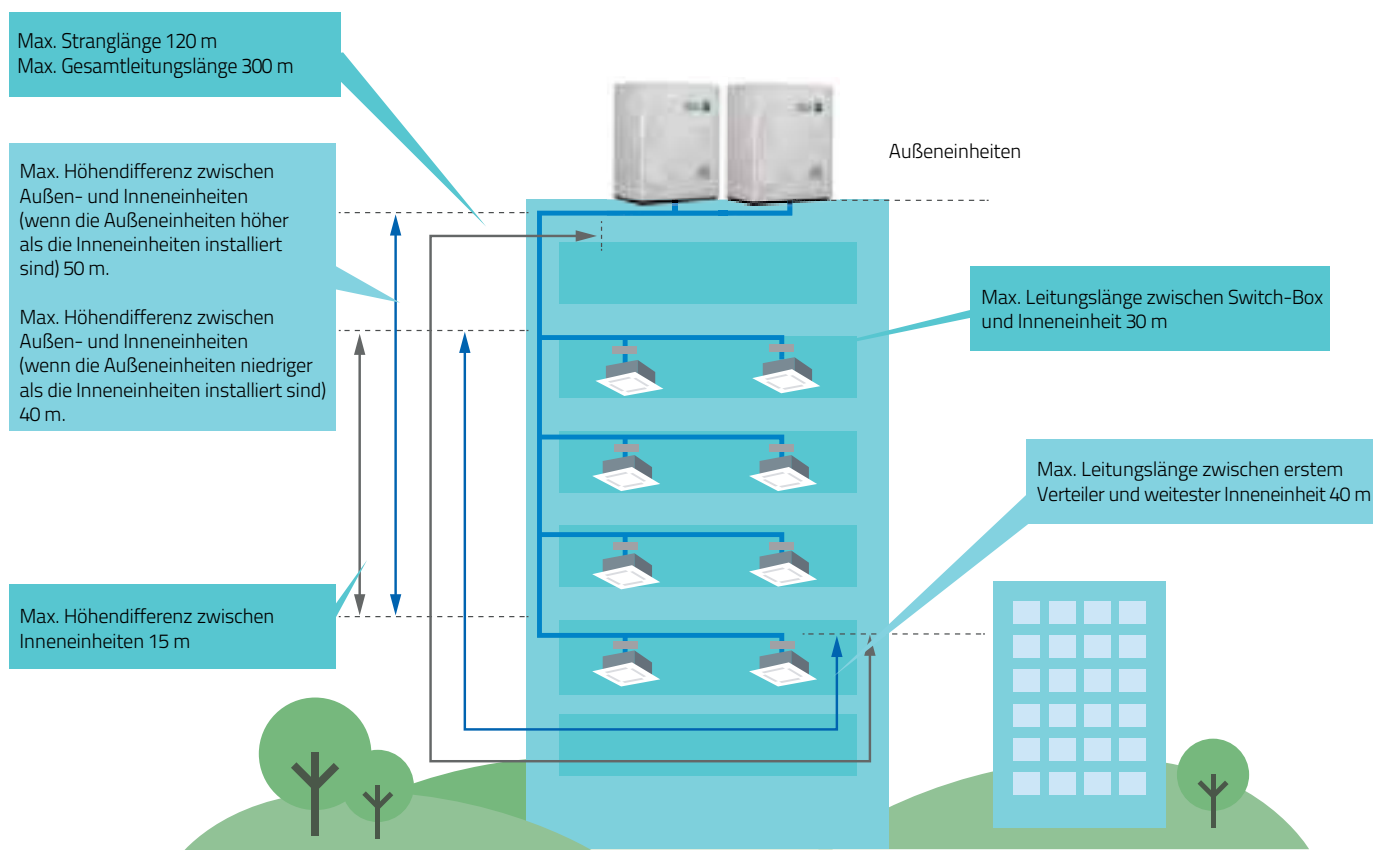 Max. Stranglänge 120 m
Max. Gesamtleitungslänge 300 m
Max. Höhendifferenz zwischen
Außen- und Inneneinheiten
(wenn die Außeneinheiten höher
als die Inneneinheiten installiert
sind) 50 m.
Max. Höhendifferenz zwischen
Außen- und Inneneinheiten
(wenn die Außeneinheiten niedriger
als die Inneneinheiten installiert sind)
40 m.
Max. Höhendifferenz zwischen
Inneneinheiten 15 m
Außeneinheiten
Max. Leitungslänge zwischen Switch-Box
und Inneneinheit 30 m
Max. Leitungslänge zwischen erstem
Verteiler und weitester Inneneinheit 40 m